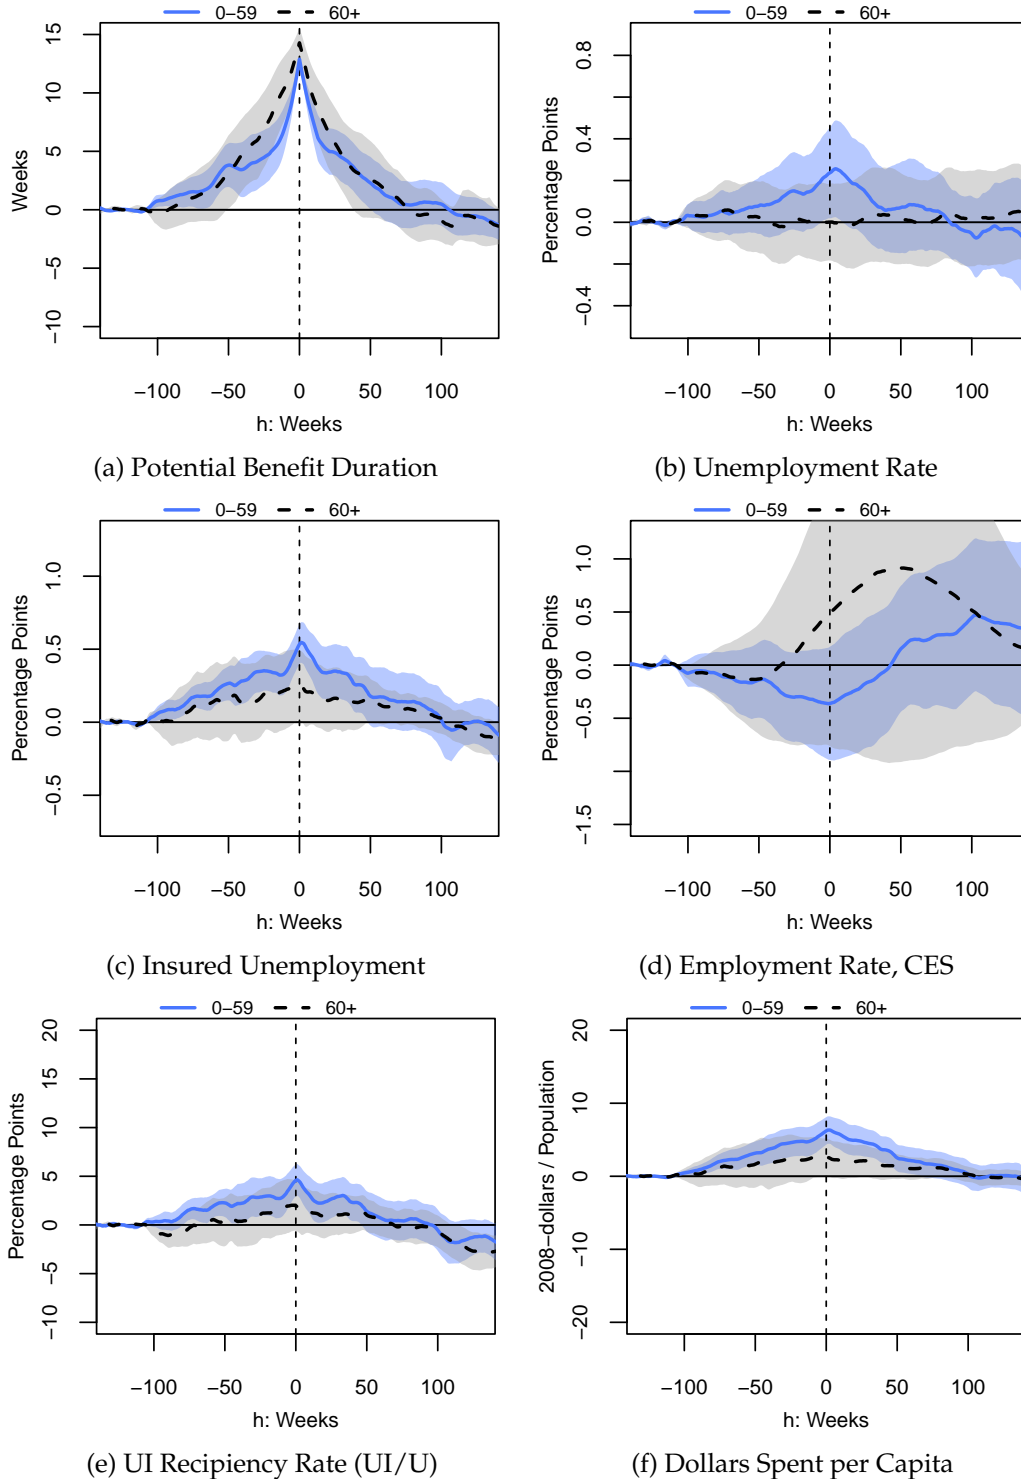 0−59 60+
15
10
5
0
−5
−10
Weeks
−100 −50 0 50 100
h: Weeks
(a) Potential Benefit Duration
0−59 60+
0.8
0.4
0.0
−0.4
Percentage Points
−100 −50 0 50 100
h: Weeks
(b) Unemployment Rate
0−59 60+
1.0
0.5
0.0
−0.5
Percentage Points
−100 −50 0 50 100
h: Weeks
(c) Insured Unemployment
0−59 60+
1.0
0.5
0.0
−0.5
−1.5
Percentage Points
−100 −50 0 50 100
h: Weeks
(d) Employment Rate, CES
0−59 60+
20
15
10
5
0
−5
−10
Percentage Points
−100 −50 0 50 100
h: Weeks
(e) UI Recipiency Rate (UI/U)
0−59 60+
20
10
0
−10
−20
2008−dollars / Population
−100 −50 0 50 100
h: Weeks
(f) Dollars Spent per Capita